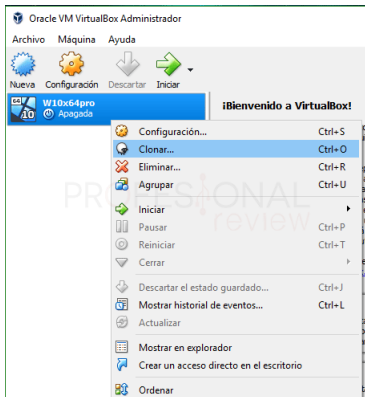 Oracle VM VirtualBox Administrador
Archivo Máquina Ayuda
Nueva Configuración Descartar Iniciar
64
10
W10x64pro
Apagada
¡Bienvenido a VirtualBox!
Configuración... Ctrl+S
Clonar... Ctrl+O
Eliminar... Ctrl+R
Agrupar Ctrl+U
Iniciar
Pausar Ctrl+P
Reiniciar Ctrl+T
Cerrar
Descartar el estado guardado... Ctrl+J
Mostrar historial de eventos... Ctrl+L
Actualizar
Mostrar en explorador
Crear un acceso directo en el escritorio
Ordenar
PROFESIONAL
review